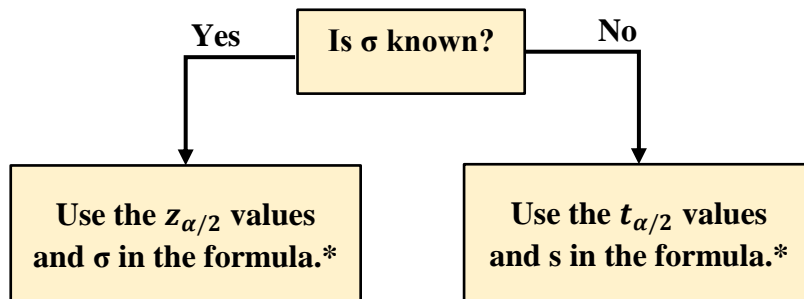 Is σ known?
Yes
No
Use the z_{α/2} values
and σ in the formula.*
Use the t_{α/2} values
and s in the formula.*